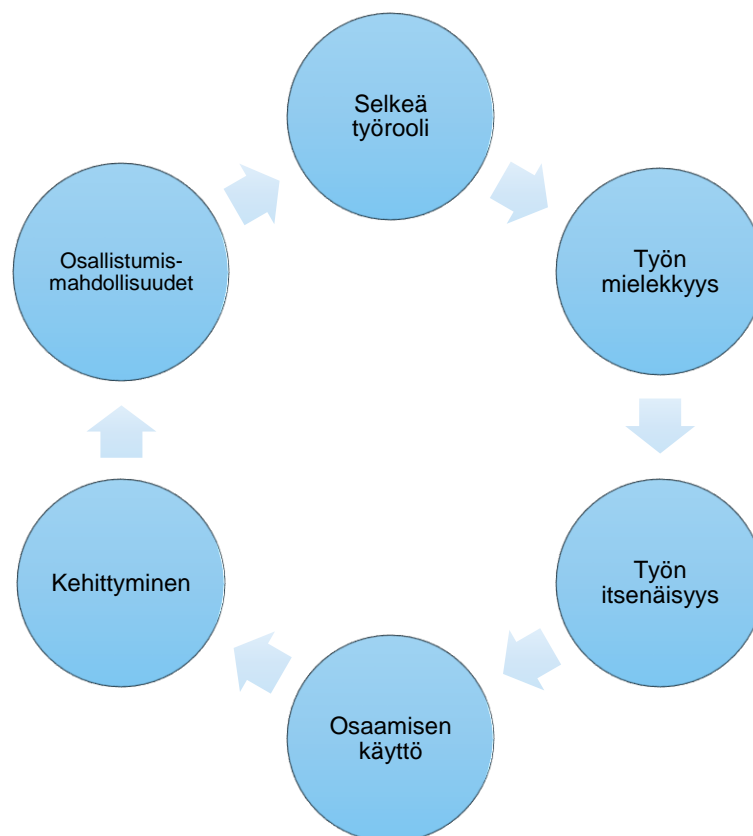 Selkeä
työrooli
Työn
mielekkyys
Työn
itsenäisyys
Osaamisen
käyttö
Kehittyminen
Osallistumis-
mahdollisuudet